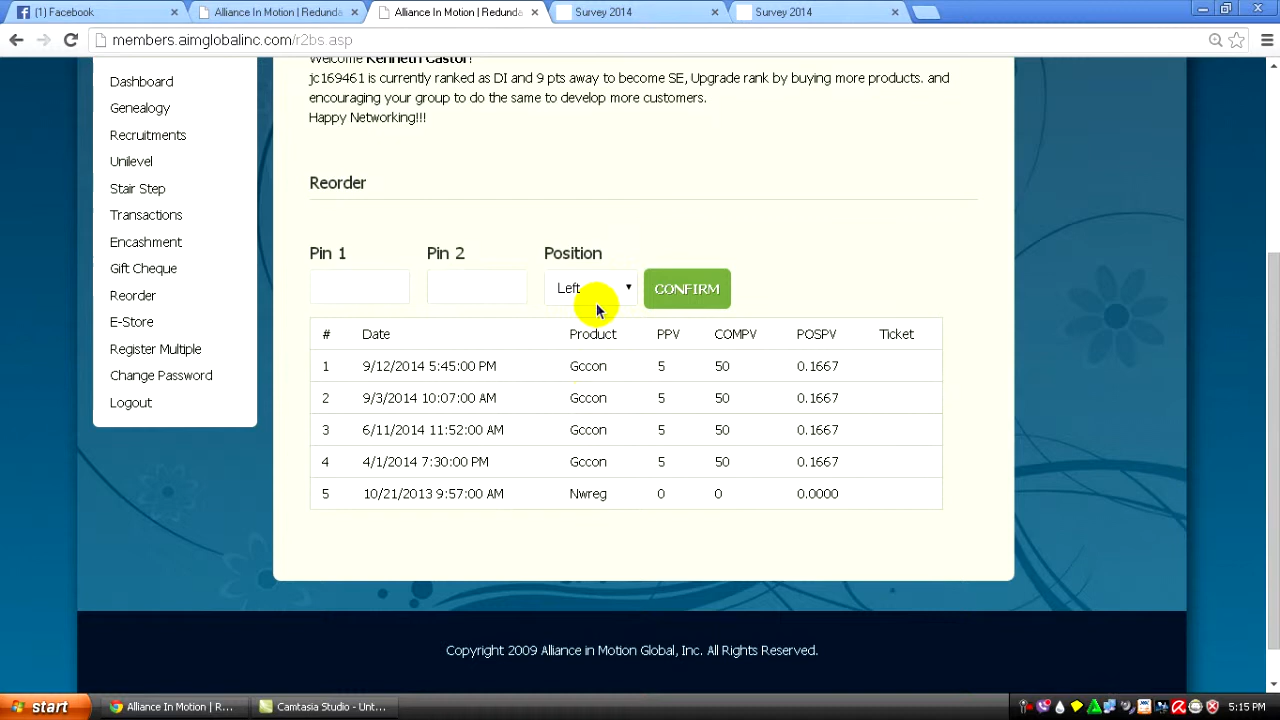 (1) Facebook
Alliance In Motion | Redunda
Alliance In Motion | Redunda
Survey 2014
Survey 2014
members.aimglobalinc.com/r2bs.asp
Welcome Kenneth Castor!
jc169461 is currently ranked as DI and 9 pts away to become SE, Upgrade rank by buying more products. and
encouraging your group to do the same to develop more customers.
Happy Networking!!!
Dashboard
Genealogy
Recruitments
Unilevel
Stair Step
Transactions
Encashment
Gift Cheque
Reorder
E-Store
Register Multiple
Change Password
Logout
Reorder
Pin 1 Pin 2 Position
Left CONFIRM
# Date Product PPV COMPV POSPV Ticket
1 9/12/2014 5:45:00 PM Gccon 5 50 0.1667
2 9/3/2014 10:07:00 AM Gccon 5 50 0.1667
3 6/11/2014 11:52:00 AM Gccon 5 50 0.1667
4 4/1/2014 7:30:00 PM Gccon 5 50 0.1667
5 10/21/2013 9:57:00 AM Nwreg 0 0 0.0000
Copyright 2009 Alliance in Motion Global, Inc. All Rights Reserved.
start
Alliance In Motion | R...
Camtasia Studio - Unt...
5:15 PM